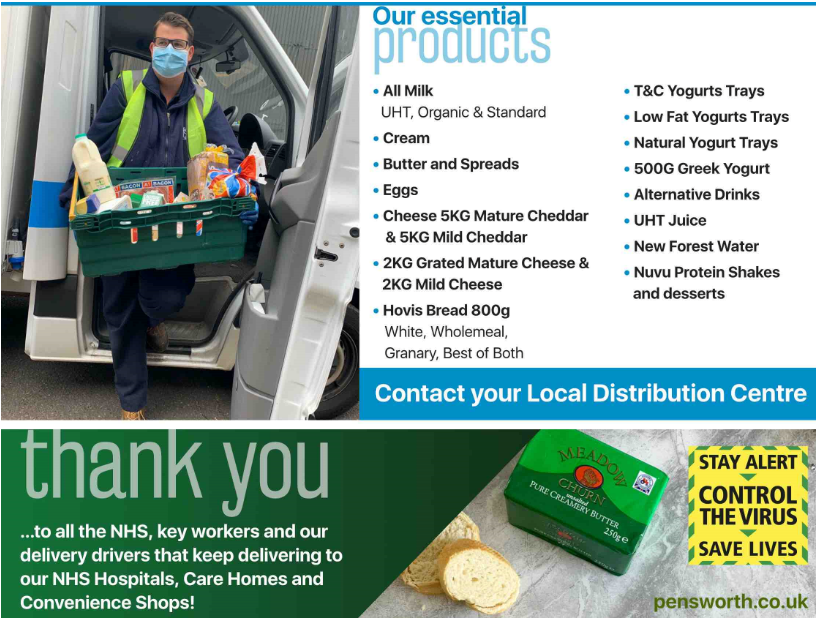 Our essential
products
• All Milk
UHT, Organic & Standard
• Cream
• Butter and Spreads
• Eggs
• Cheese 5KG Mature Cheddar
& 5KG Mild Cheddar
• 2KG Grated Mature Cheese &
2KG Mild Cheese
• Hovis Bread 800g
White, Wholemeal,
Granary, Best of Both
• T&C Yogurts Trays
• Low Fat Yogurts Trays
• Natural Yogurt Trays
• 500G Greek Yogurt
• Alternative Drinks
• UHT Juice
• New Forest Water
• Nuvu Protein Shakes
and desserts
BACON
BACON
Contact your Local Distribution Centre
thank you
...to all the NHS, key workers and our
delivery drivers that keep delivering to
our NHS Hospitals, Care Homes and
Convenience Shops!
MEADOW
CHURN
unsalted
PURE CREAMERY BUTTER
250g e
STAY ALERT
CONTROL
THE VIRUS
SAVE LIVES
pensworth.co.uk